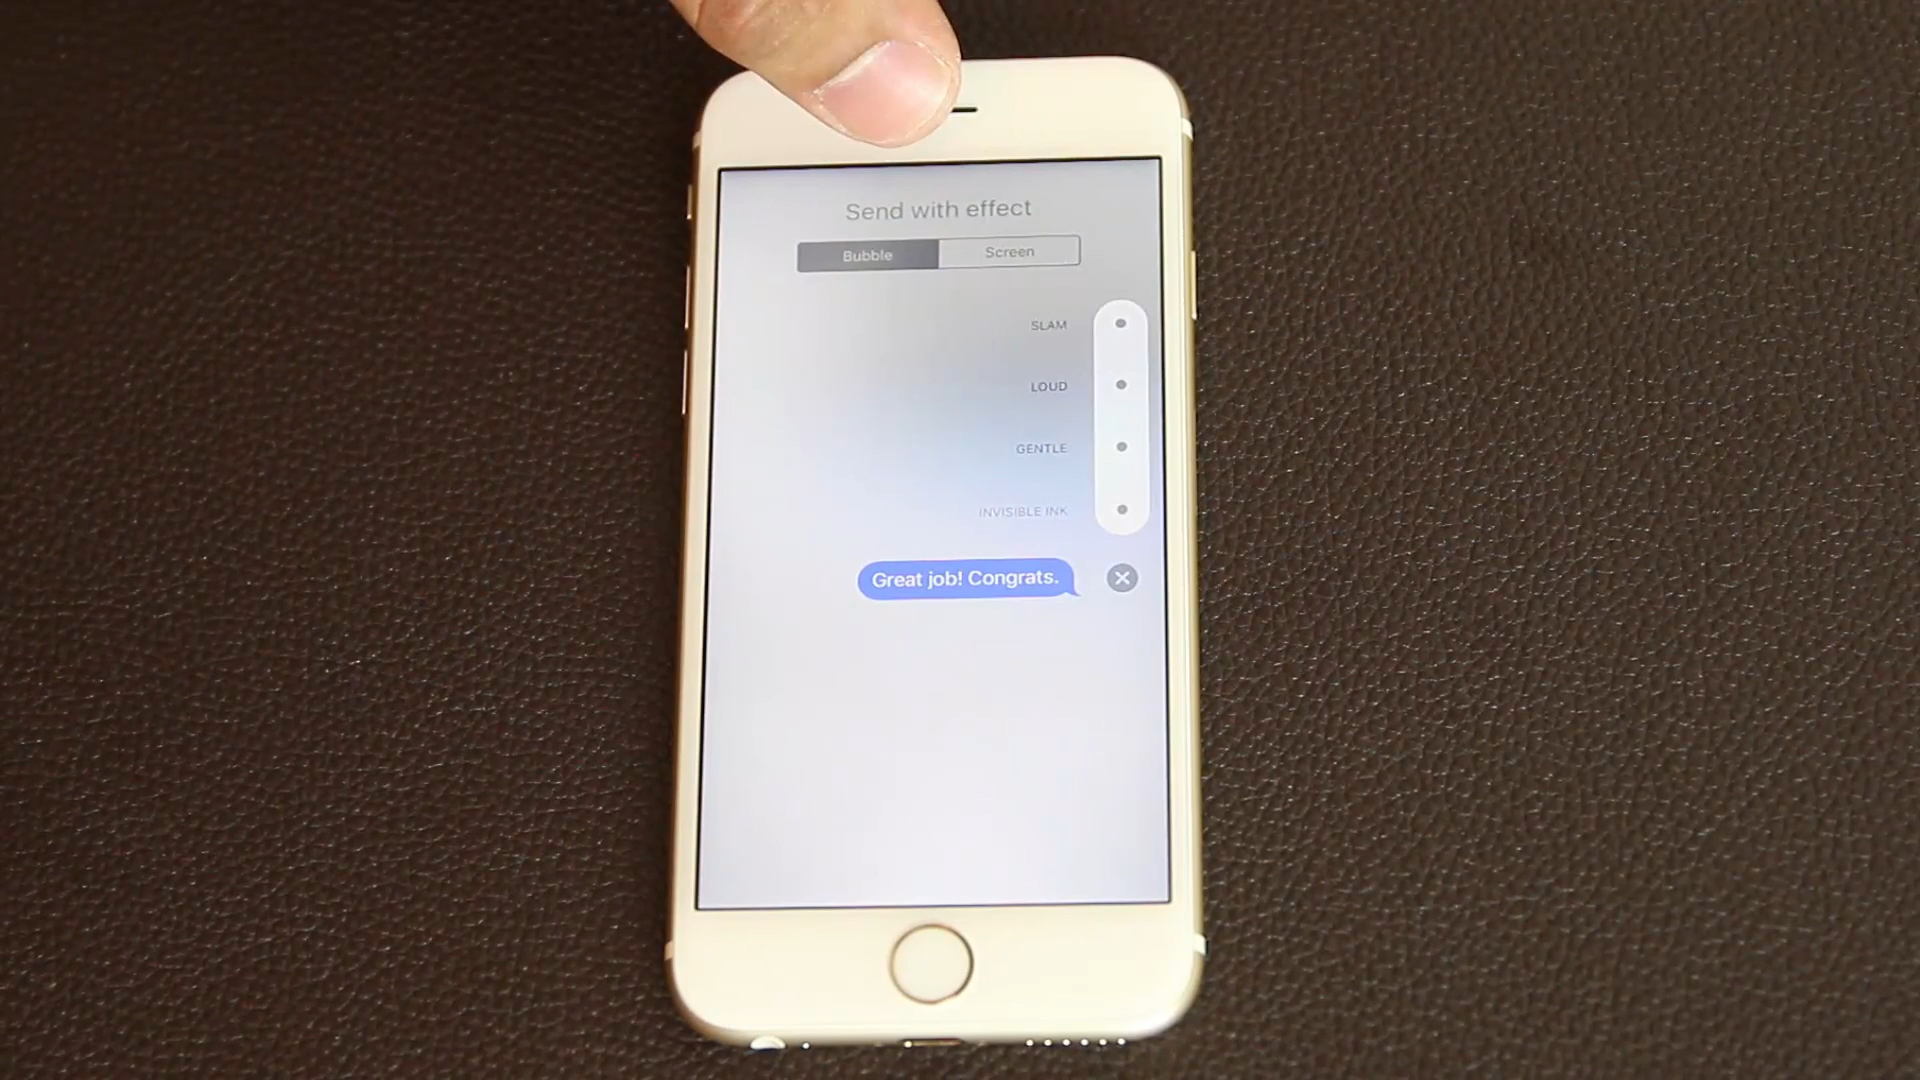 Send with effect
Bubble Screen
SLAM
LOUD
GENTLE
INVISIBLE INK
Great job! Congrats.